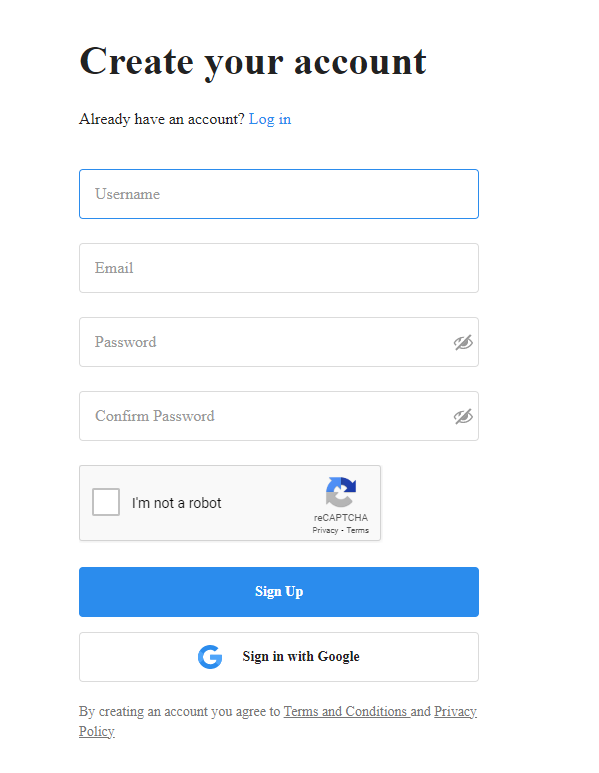 Create your account
Already have an account? Log in
Username
Email
Password
Confirm Password
I'm not a robot
reCAPTCHA
Privacy - Terms
Sign Up
Sign in with Google
By creating an account you agree to Terms and Conditions and Privacy
Policy